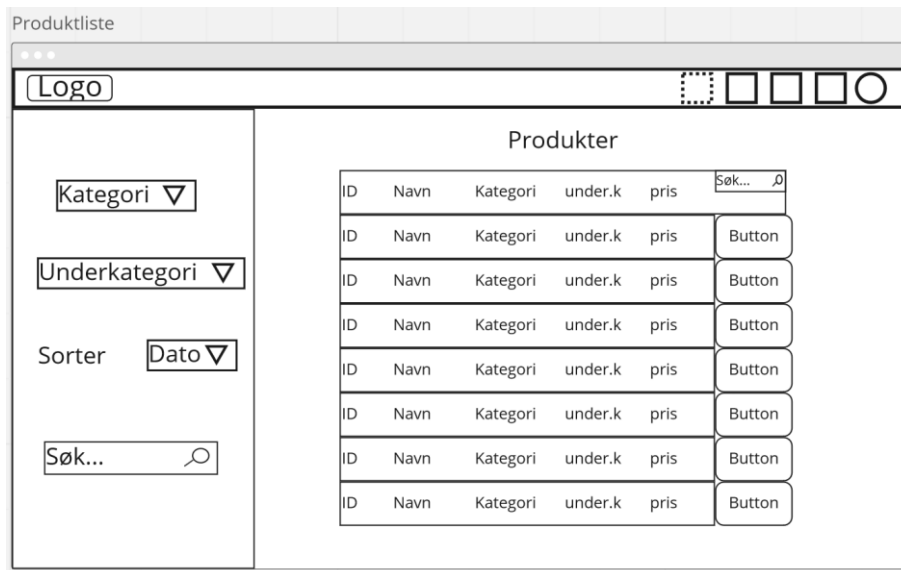 Produktliste
Logo
Kategori
Underkategori
Sorter Dato
Søk...
Produkter
ID Navn Kategori under.k pris Søk...
ID Navn Kategori under.k pris Button
ID Navn Kategori under.k pris Button
ID Navn Kategori under.k pris Button
ID Navn Kategori under.k pris Button
ID Navn Kategori under.k pris Button
ID Navn Kategori under.k pris Button
ID Navn Kategori under.k pris Button